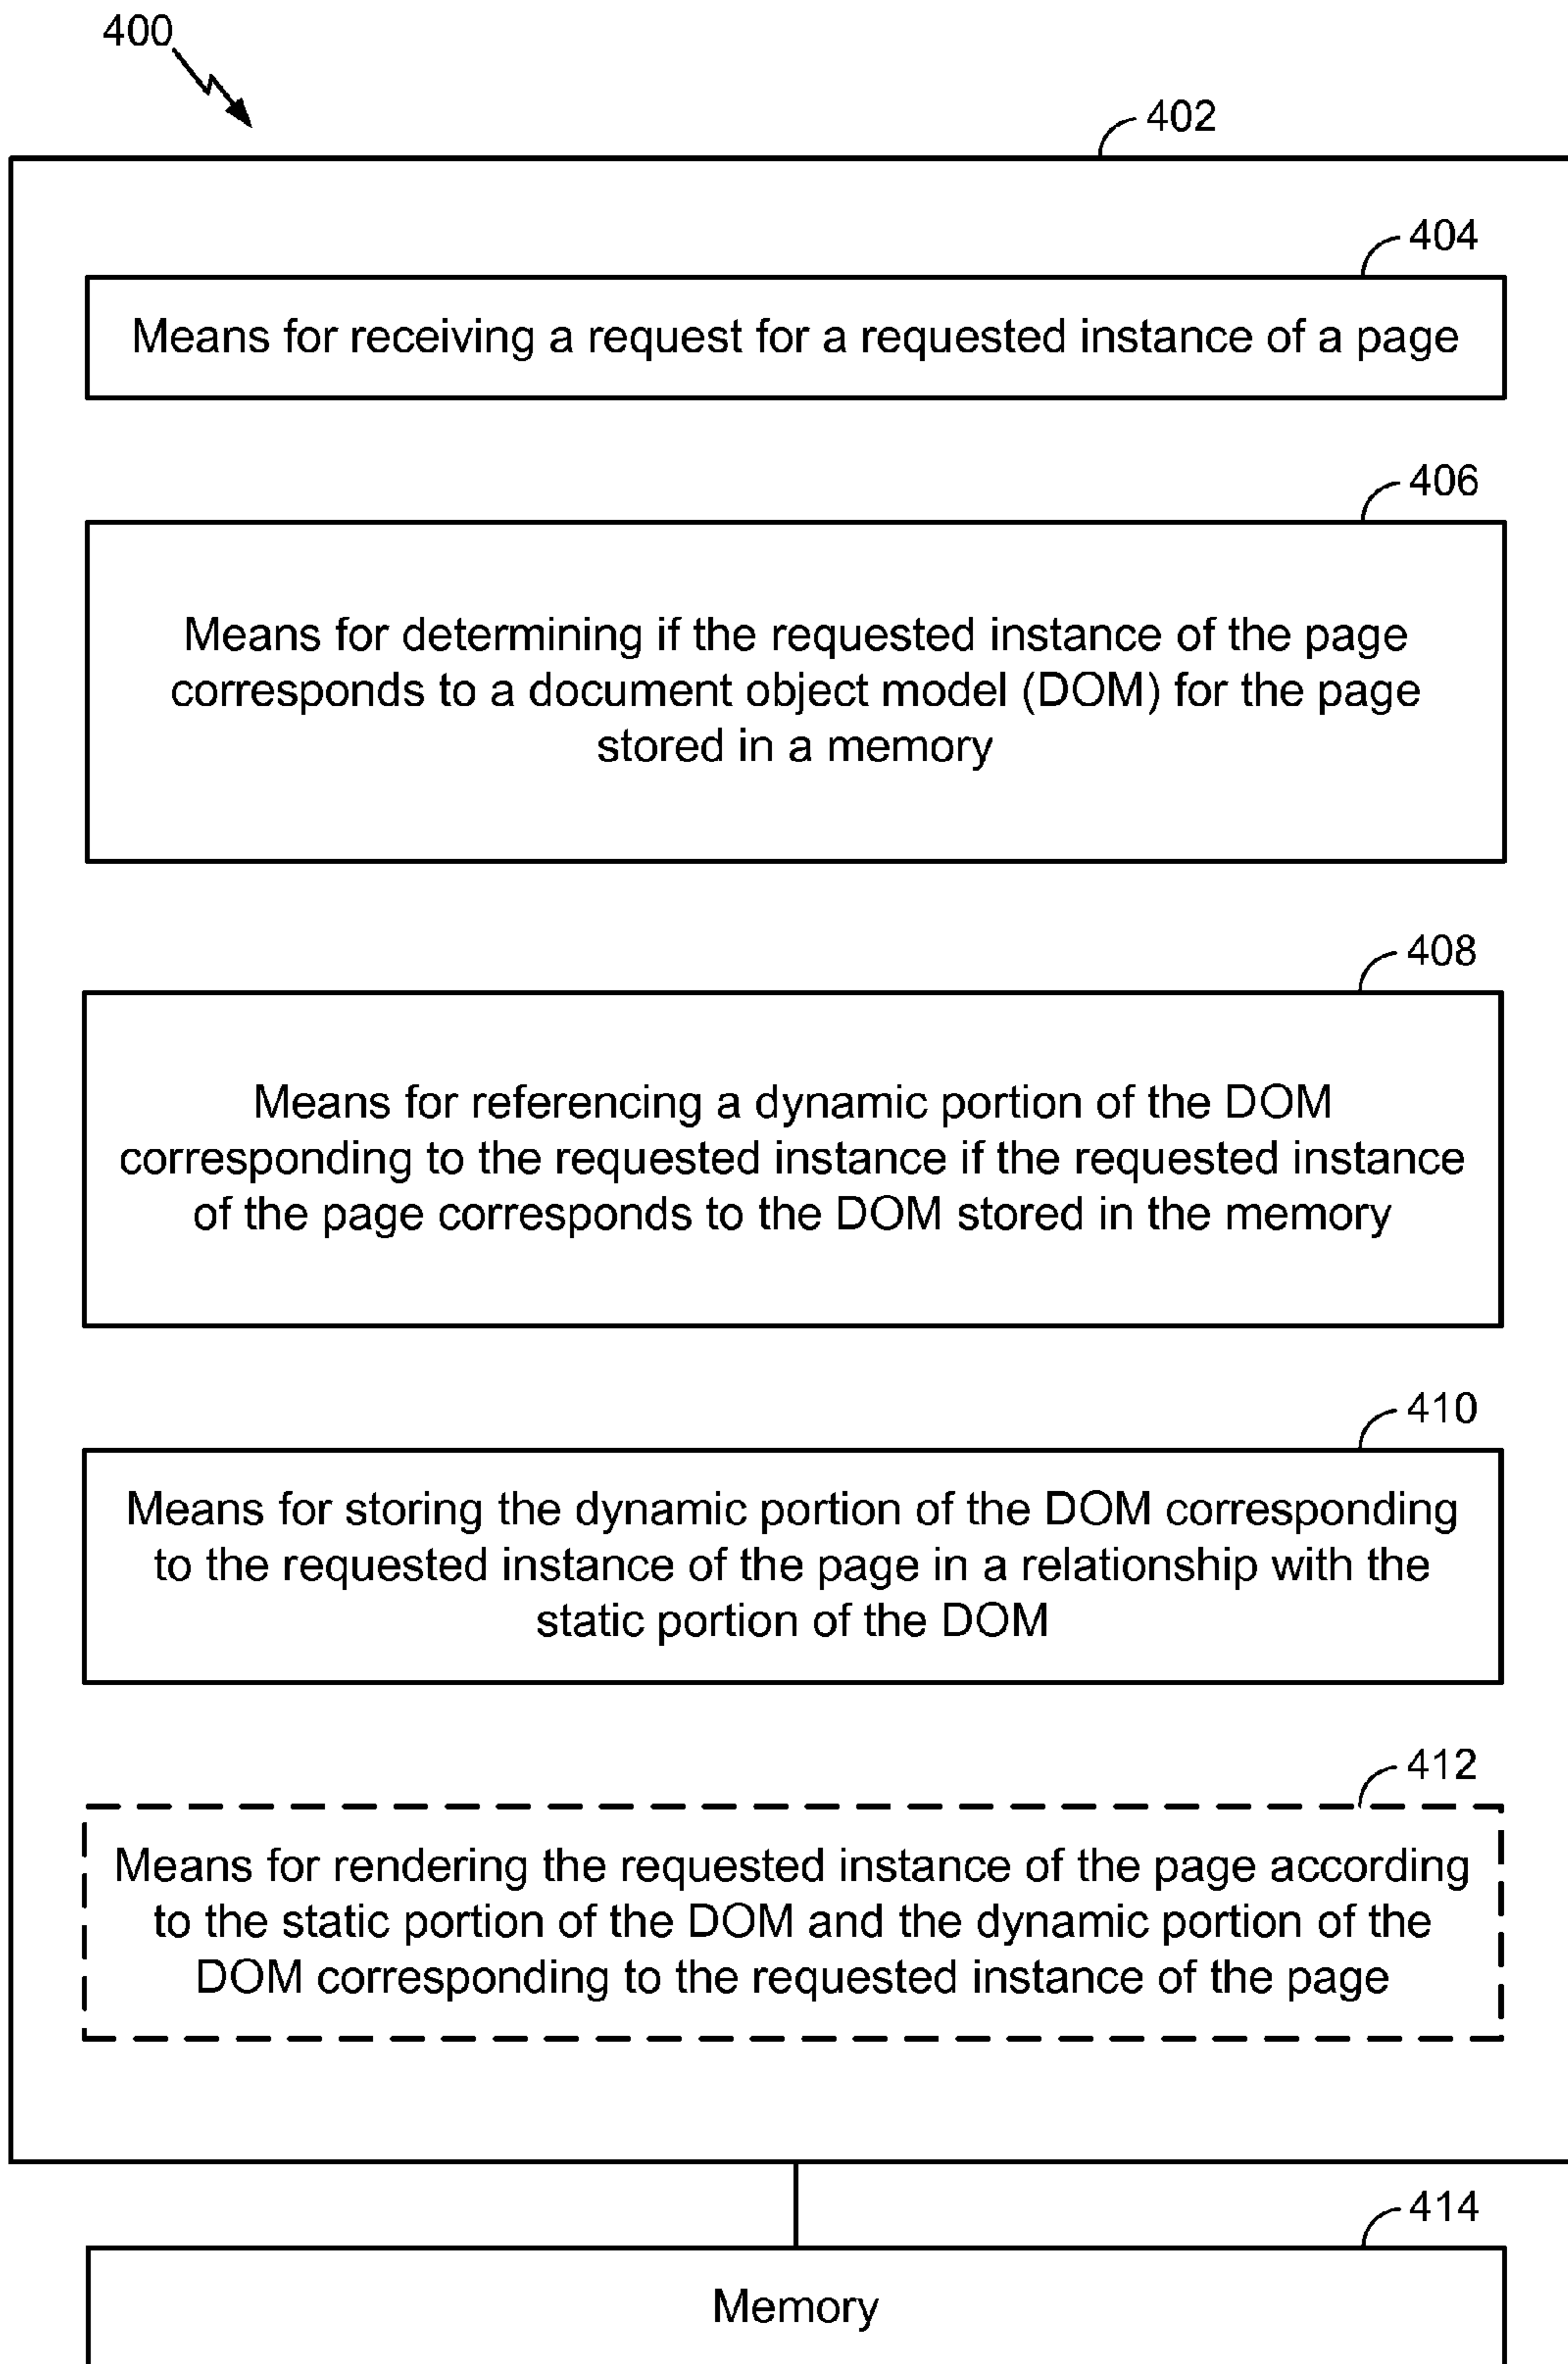 400
402
404
Means for receiving a request for a requested instance of a page
406
Means for determining if the requested instance of the page
corresponds to a document object model (DOM) for the page
stored in a memory
408
Means for referencing a dynamic portion of the DOM
corresponding to the requested instance if the requested instance
of the page corresponds to the DOM stored in the memory
410
Means for storing the dynamic portion of the DOM corresponding
to the requested instance of the page in a relationship with the
static portion of the DOM
412
Means for rendering the requested instance of the page according
to the static portion of the DOM and the dynamic portion of the
DOM corresponding to the requested instance of the page
414
Memory